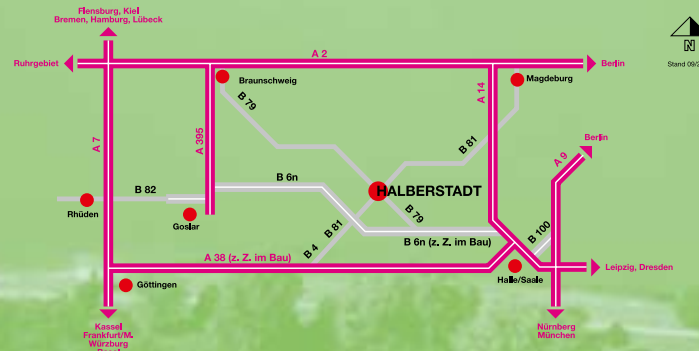 Flensburg, Kiel
Bremen, Hamburg, Lübeck
A 2
Ruhrgebiet
Berlin
N
Stand
Braunschweig
Magdeburg
B 79
A 14
A 7
A 395
B 81
Berlin
A 9
B 82
B 6n
HALBERSTADT
Rhüden
Goslar
B 81
B 79
B 100
B 4
B 6n (z. Z. im Bau)
A 38 (z. Z. im Bau)
Leipzig, Dresden
Göttingen
Halle/Saale
Kassel
Frankfurt/M.
Würzburg
Nürnberg
München